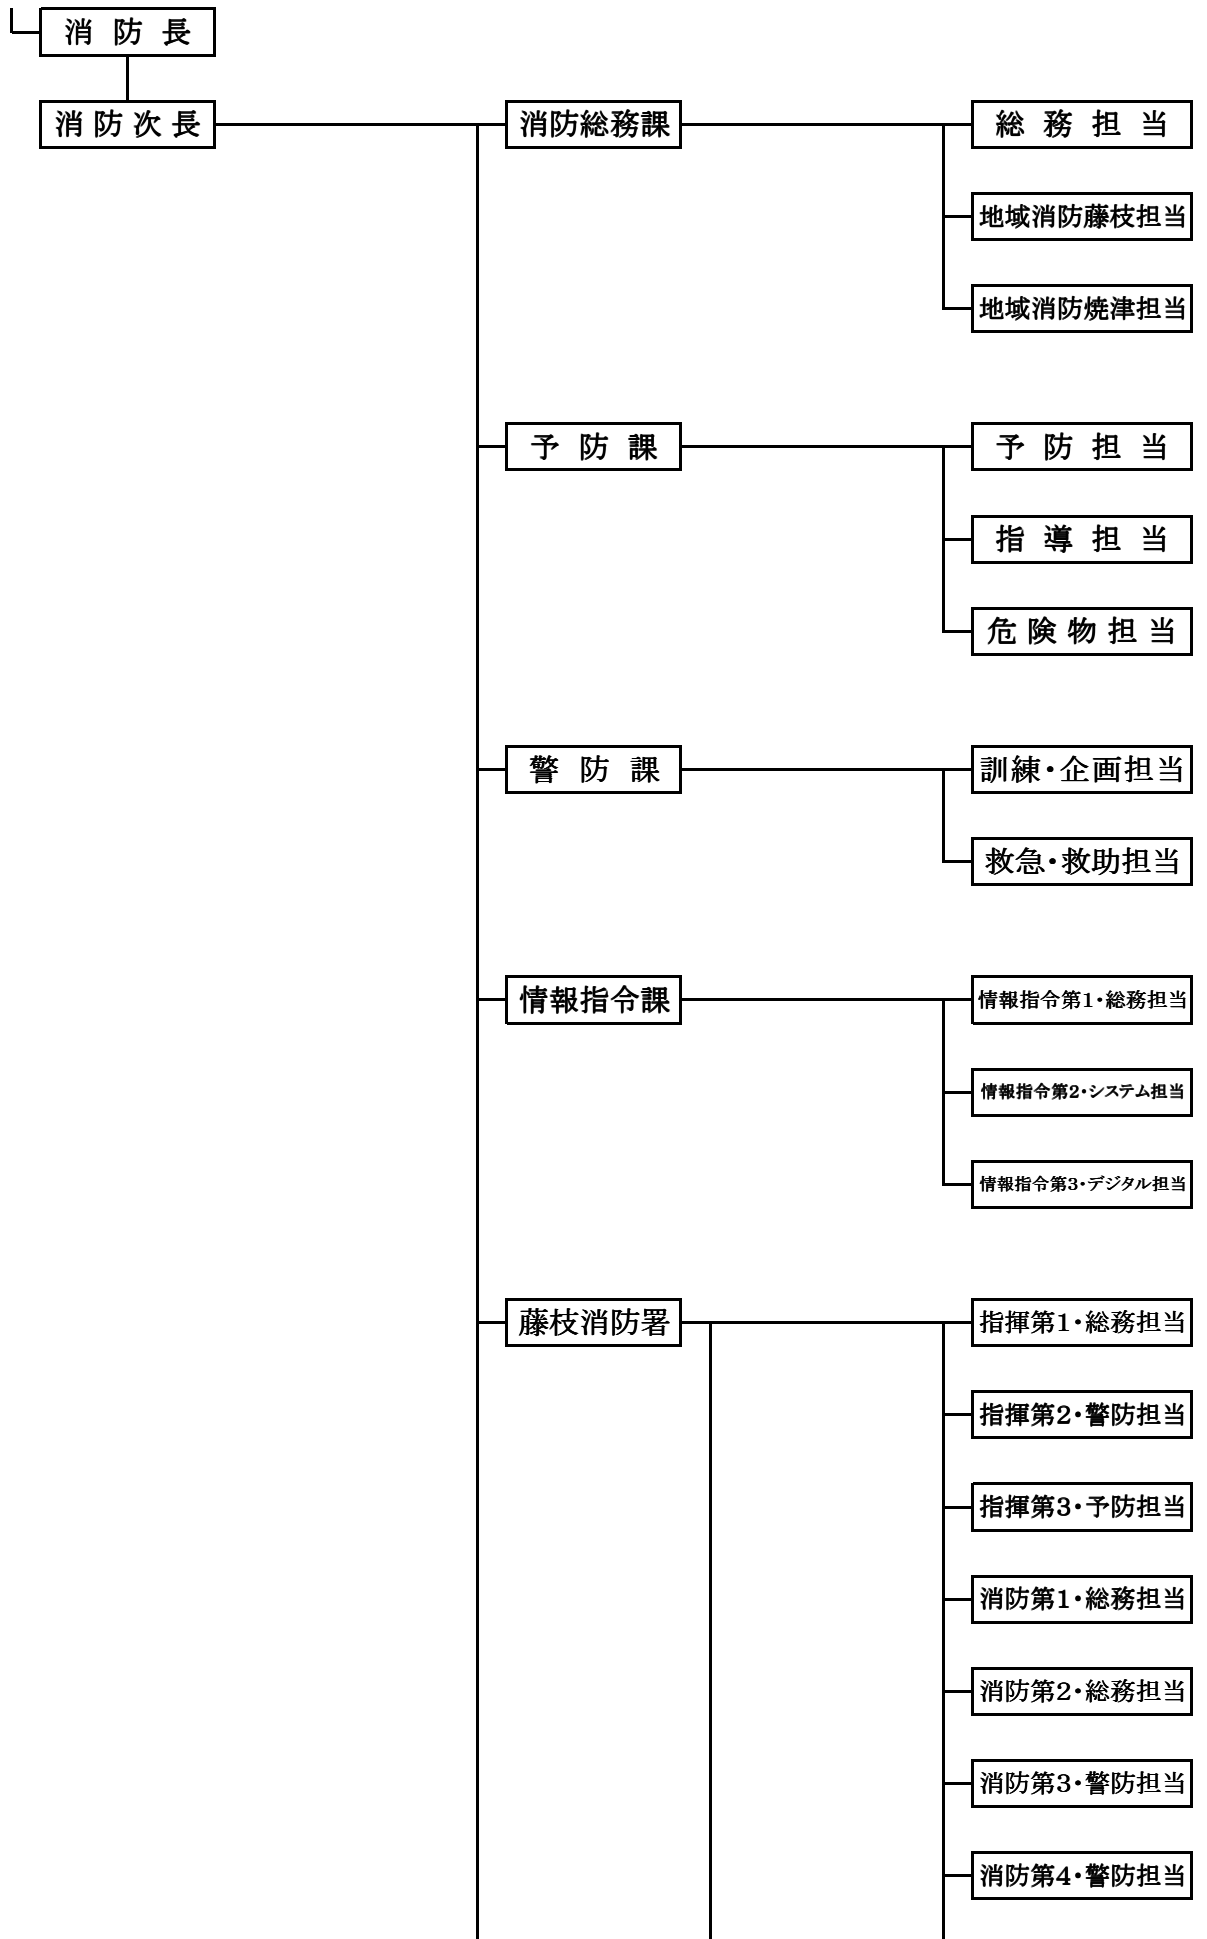 消防長
消防次長
消防総務課
総務担当
地域消防藤枝担当
地域消防焼津担当
予防課
予防担当
指導担当
危険物担当
警防課
訓練・企画担当
救急・救助担当
情報指令課
情報指令第1・総務担当
情報指令第2・システム担当
情報指令第3・デジタル担当
藤枝消防署
指揮第1・総務担当
指揮第2・警防担当
指揮第3・予防担当
消防第1・総務担当
消防第2・総務担当
消防第3・警防担当
消防第4・警防担当